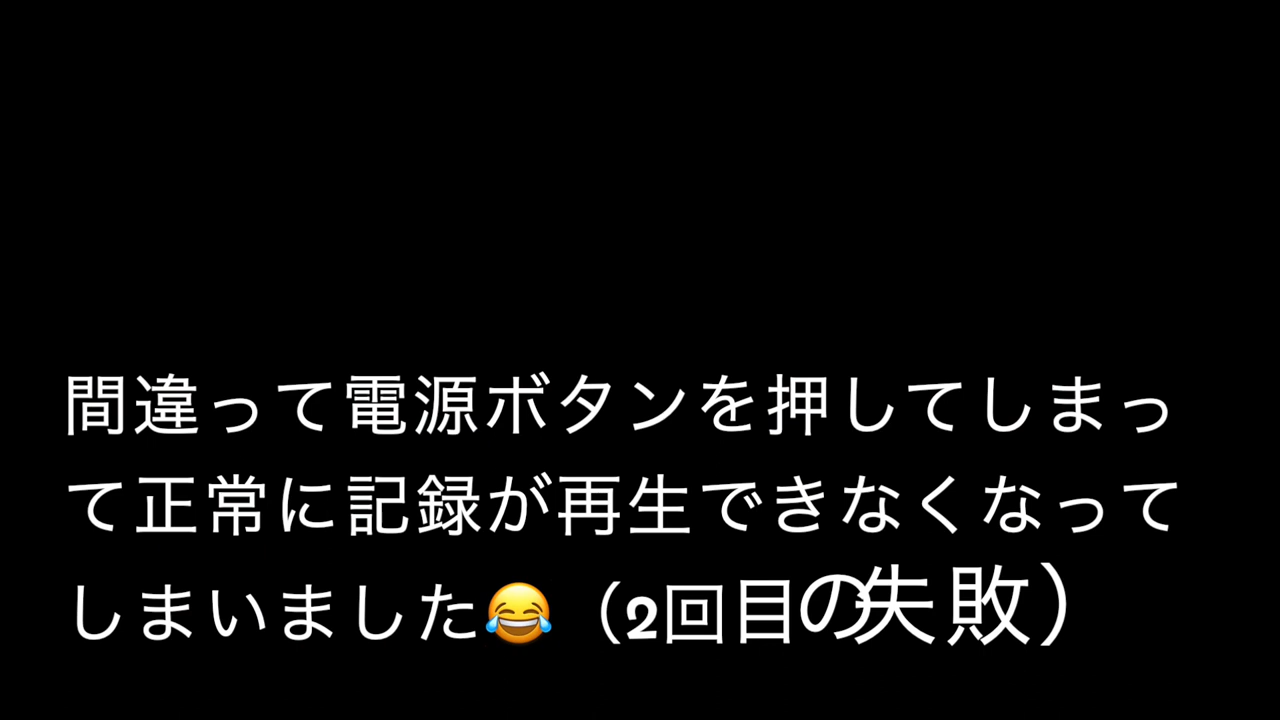 間違って電源ボタンを押してしまっ
て正常に記録が再生できなくなって
しまいました😂（2回目の失敗）